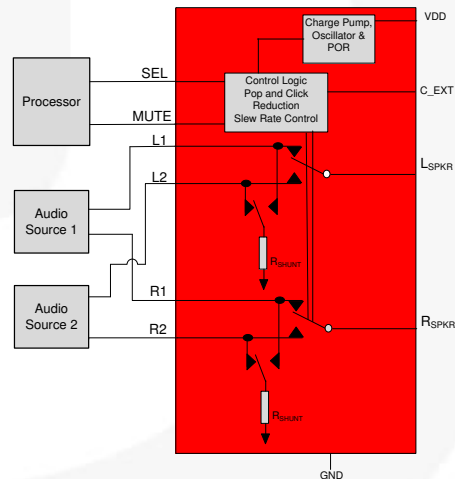 Charge Pump,
Oscillator &
POR
VDD
SEL
Processor
Control Logic
Pop and Click
Reduction
Slew Rate Control
C_EXT
MUTE
L1
LSPKR
L2
Audio
Source 1
RSHUNT
R1
Audio
Source 2
RSPKR
R2
RSHUNT
GND